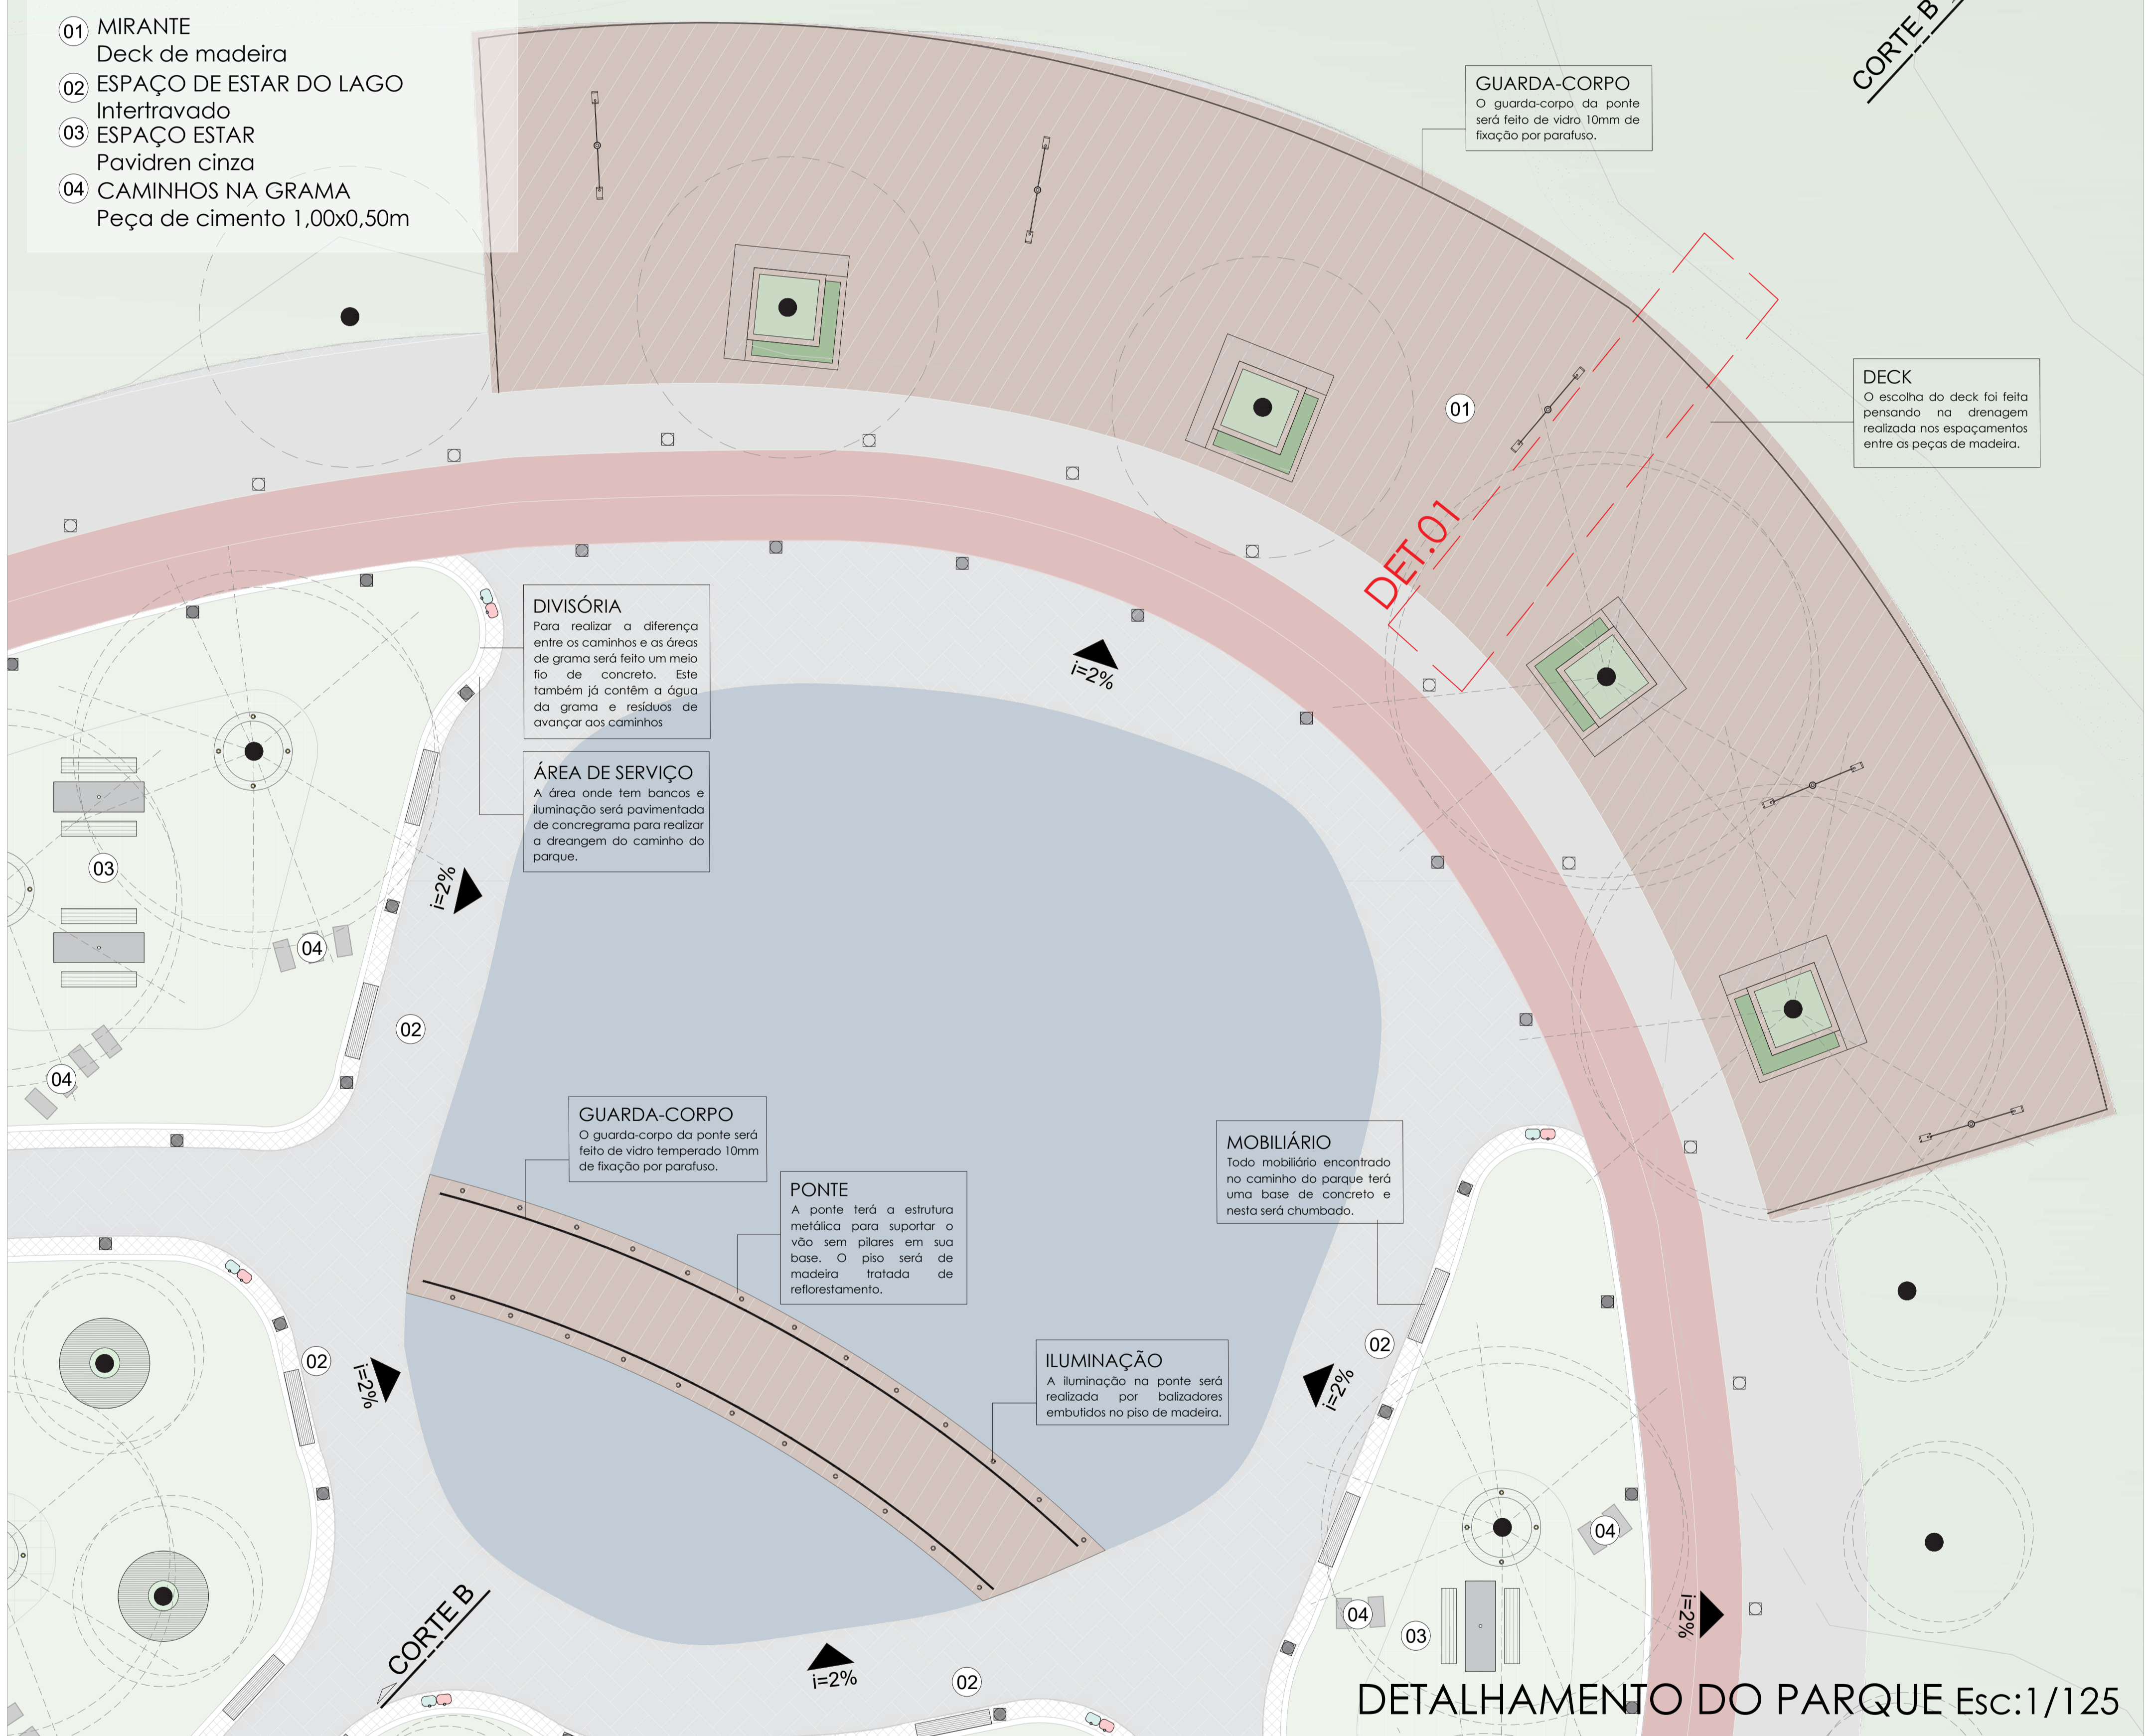 01 MIRANTE
Deck de madeira
02 ESPAÇO DE ESTAR DO LAGO
Intertravado
03 ESPAÇO ESTAR
Pavidren cinza
04 CAMINHOS NA GRAMA
Peça de cimento 1,00x0,50m
CORTE B
GUARDA-CORPO
O guarda-corpo da ponte
será feito de vidro 10mm de
fixação por parafuso.
DECK
O escolha do deck foi feita
pensando na drenagem
realizada nos espaçamentos
entre as peças de madeira.
01
DET.01
DIVISÓRIA
Para realizar a diferença
entre os caminhos e as áreas
de grama será feito um meio
fio de concreto. Este
também já contêm a água
da grama e resíduos de
avançar aos caminhos
i=2%
ÁREA DE SERVIÇO
A área onde tem bancos e
iluminação será pavimentada
de concregrama para realizar
a dreangem do caminho do
parque.
03
i=2%
04
02
04
GUARDA-CORPO
O guarda-corpo da ponte será
feito de vidro temperado 10mm
de fixação por parafuso.
PONTE
A ponte terá a estrutura
metálica para suportar o
vão sem pilares em sua
base. O piso será de
madeira tratada de
reflorestamento.
MOBILIÁRIO
Todo mobiliário encontrado
no caminho do parque terá
uma base de concreto e
nesta será chumbado.
ILUMINAÇÃO
A iluminação na ponte será
realizada por balizadores
embutidos no piso de madeira.
02
02
i=2%
i=2%
04
04
03
i=2%
CORTE B
i=2%
02
DETALHAMENTO DO PARQUE Esc:1/125